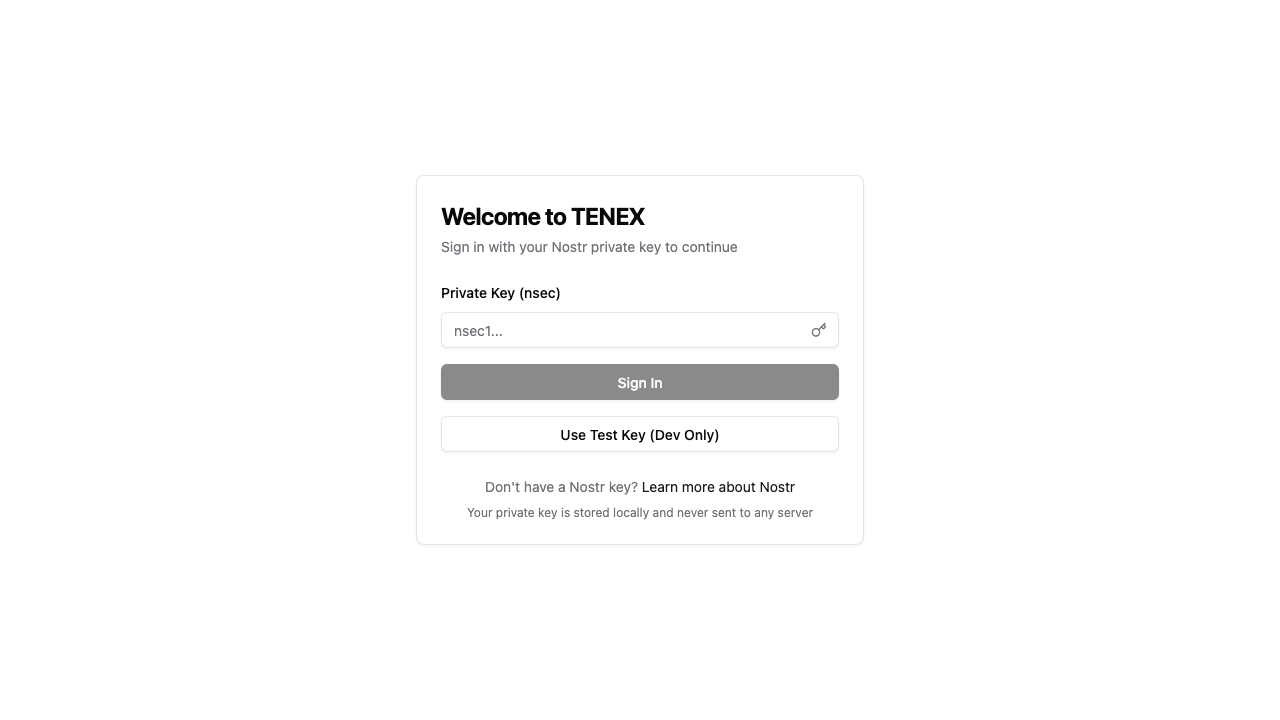 Welcome to TENEX
Sign in with your Nostr private key to continue
Private Key (nsec)
nsec1...
Sign In
Use Test Key (Dev Only)
Don't have a Nostr key? Learn more about Nostr
Your private key is stored locally and never sent to any server